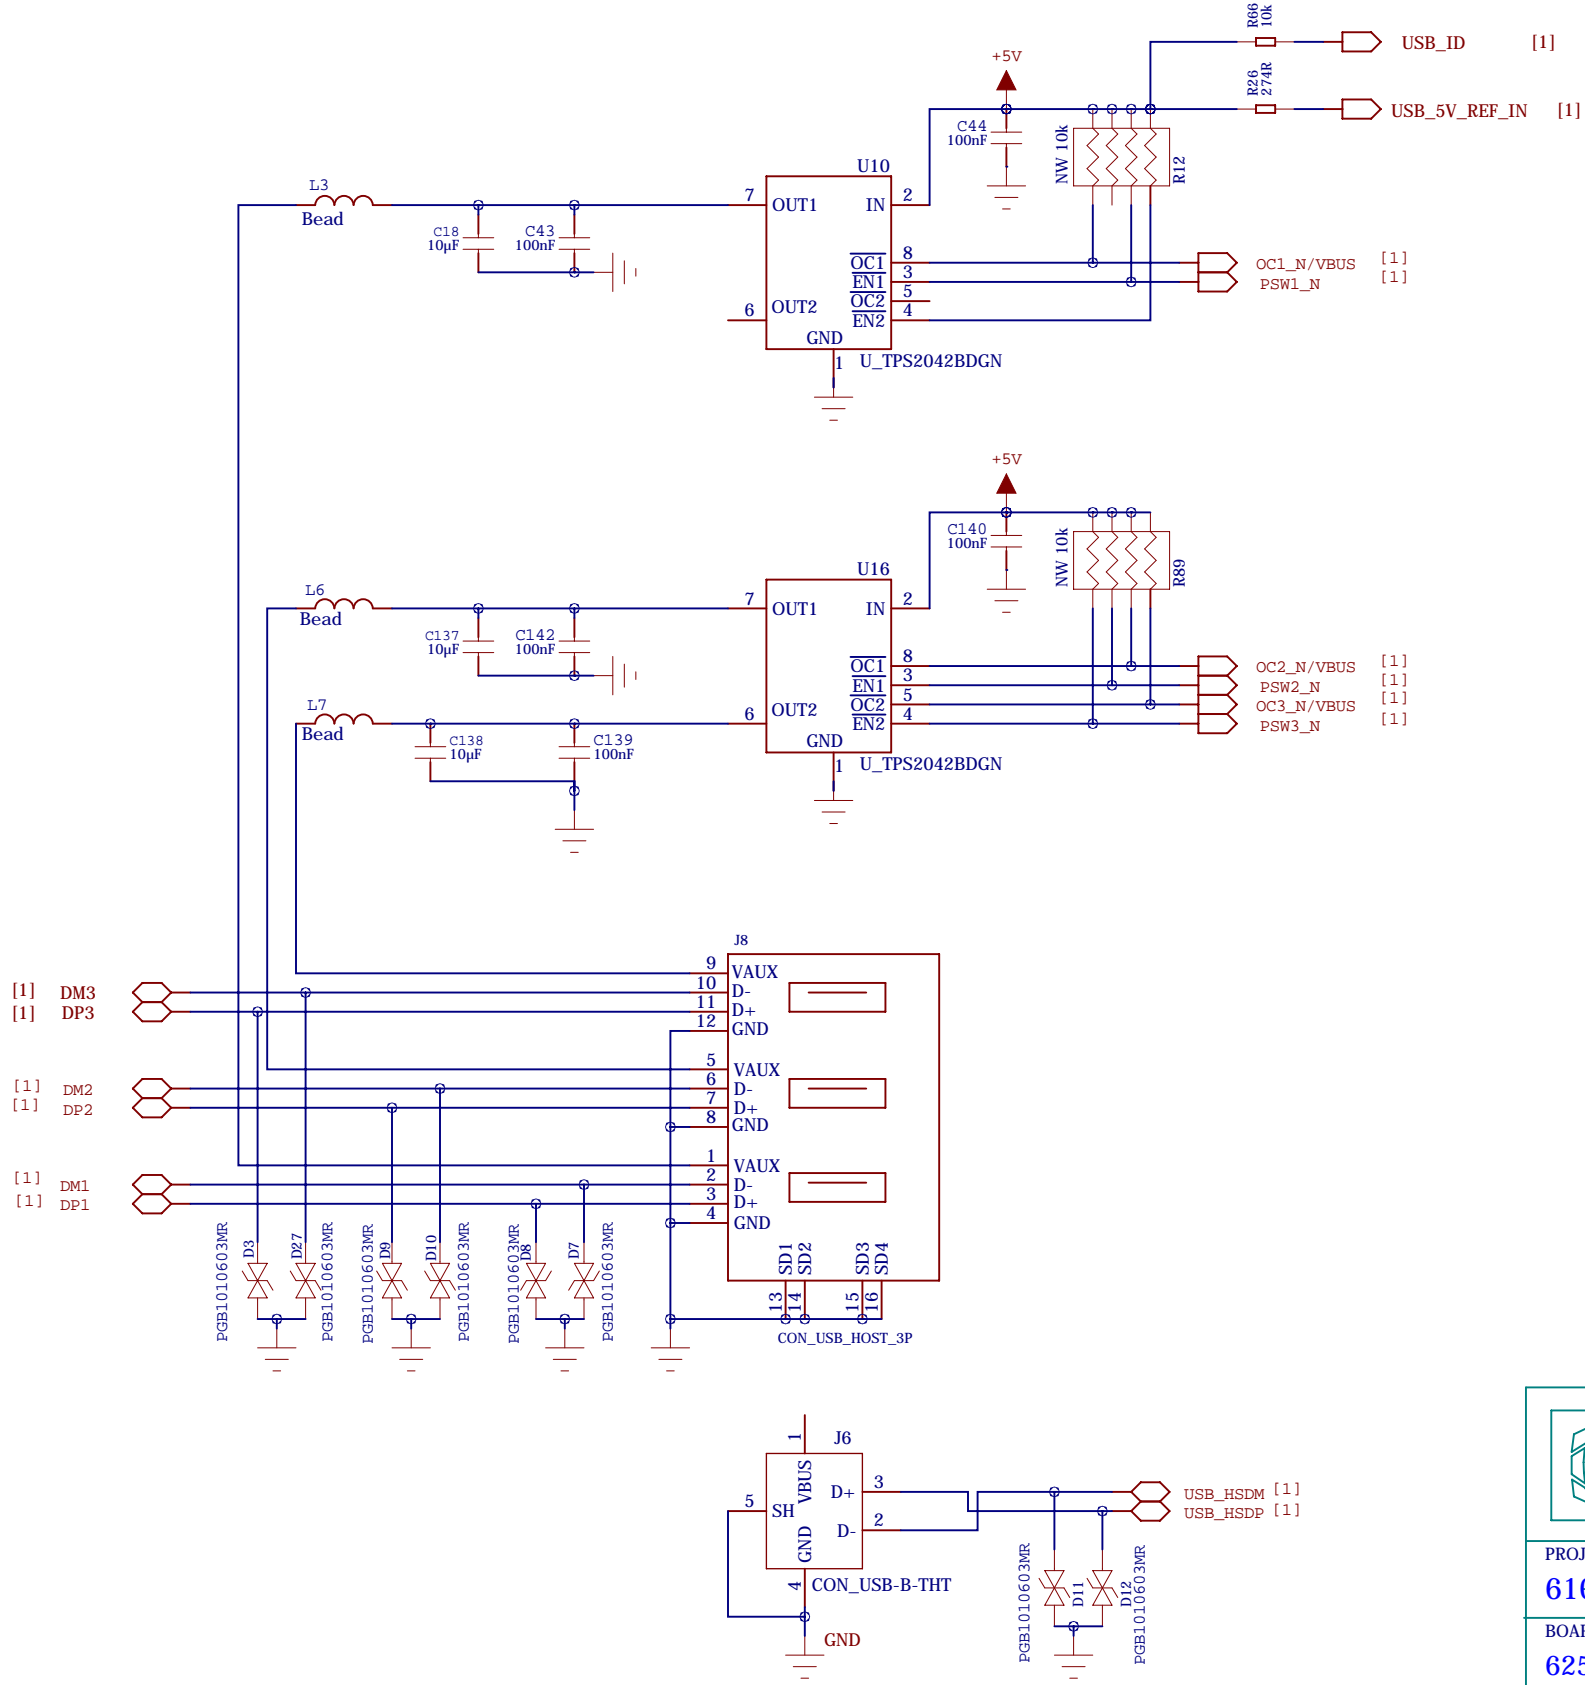 R66
10k
USB_ID [1]
+5V
R26
274R
USB_5V_REF_IN [1]
C44
100nF
NW 10k
R12
U10
L3
Bead
7 OUT1
IN 2
C18
10µF
C43
100nF
OC1 8
EN1 3
OC2 5
EN2 4
OC1_N/VBUS [1]
PSW1_N [1]
6 OUT2
GND
1 U_TPS2042BDGN
+5V
C140
100nF
NW 10k
R89
U16
L6
Bead
7 OUT1
IN 2
C137
10µF
C142
100nF
OC1 8
EN1 3
OC2 5
EN2 4
OC2_N/VBUS [1]
PSW2_N [1]
OC3_N/VBUS [1]
PSW3_N [1]
L7
Bead
6 OUT2
C138
10µF
C139
100nF
GND
1 U_TPS2042BDGN
J8
9 VAUX
[1] DM3 10 D-
[1] DP3 11 D+
12 GND
5 VAUX
[1] DM2 6 D-
[1] DP2 7 D+
8 GND
1 VAUX
[1] DM1 2 D-
[1] DP1 3 D+
4 GND
PGB1010603MR
D3
D27
PGB1010603MR
PGB1010603MR
D9
D10
PGB1010603MR
PGB1010603MR
D8
D7
PGB1010603MR
SD1
SD2
SD3
SD4
13
14
15
16
CON_USB_HOST_3P
1
J6
VBUS
D+ 3
5 SH
D- 2
GND
4
CON_USB-B-THT
GND
USB_HSDM [1]
USB_HSDP [1]
PGB1010603MR
D11
D12
PGB1010603MR
PROJ
616
BOAR
625